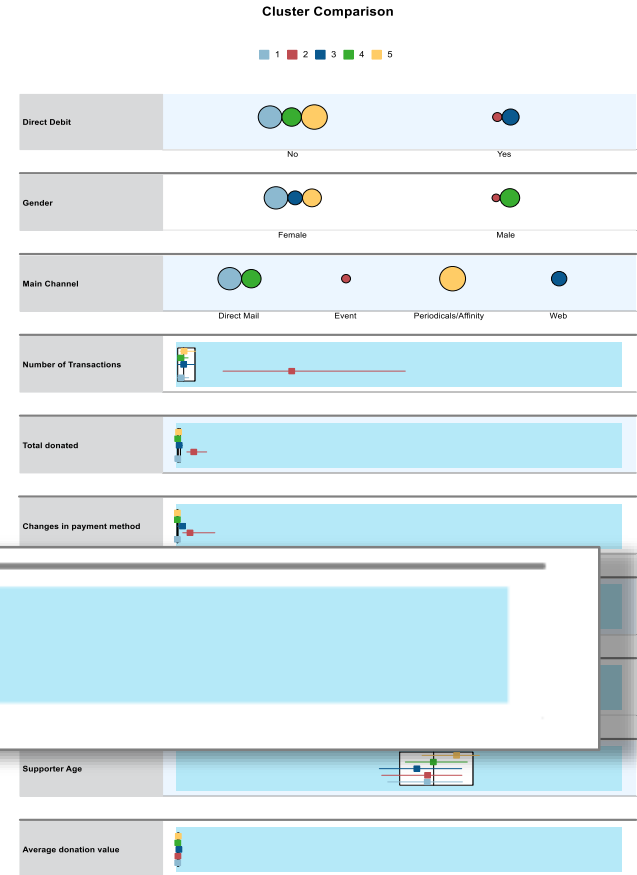 Cluster Comparison
1 2 3 4 5
Direct Debit
No Yes
Gender
Female Male
Main Channel
Direct Mail Event Periodicals/Affinity Web
Number of Transactions
Total donated
Changes in payment method
Supporter Age
Average donation value